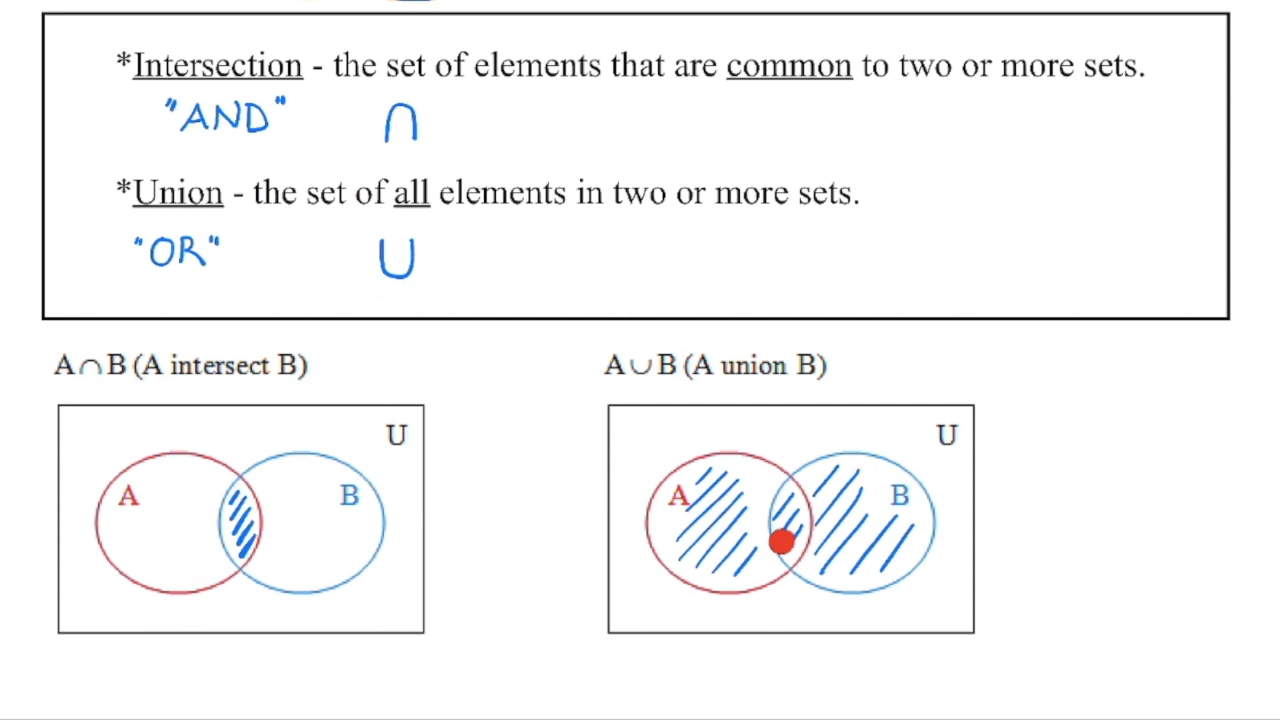 *Intersection - the set of elements that are common to two or more sets.
"AND" ∩
*Union - the set of all elements in two or more sets.
"OR" ∪
A∩B (A intersect B)
A∪B (A union B)
U
A
B
U
A
B